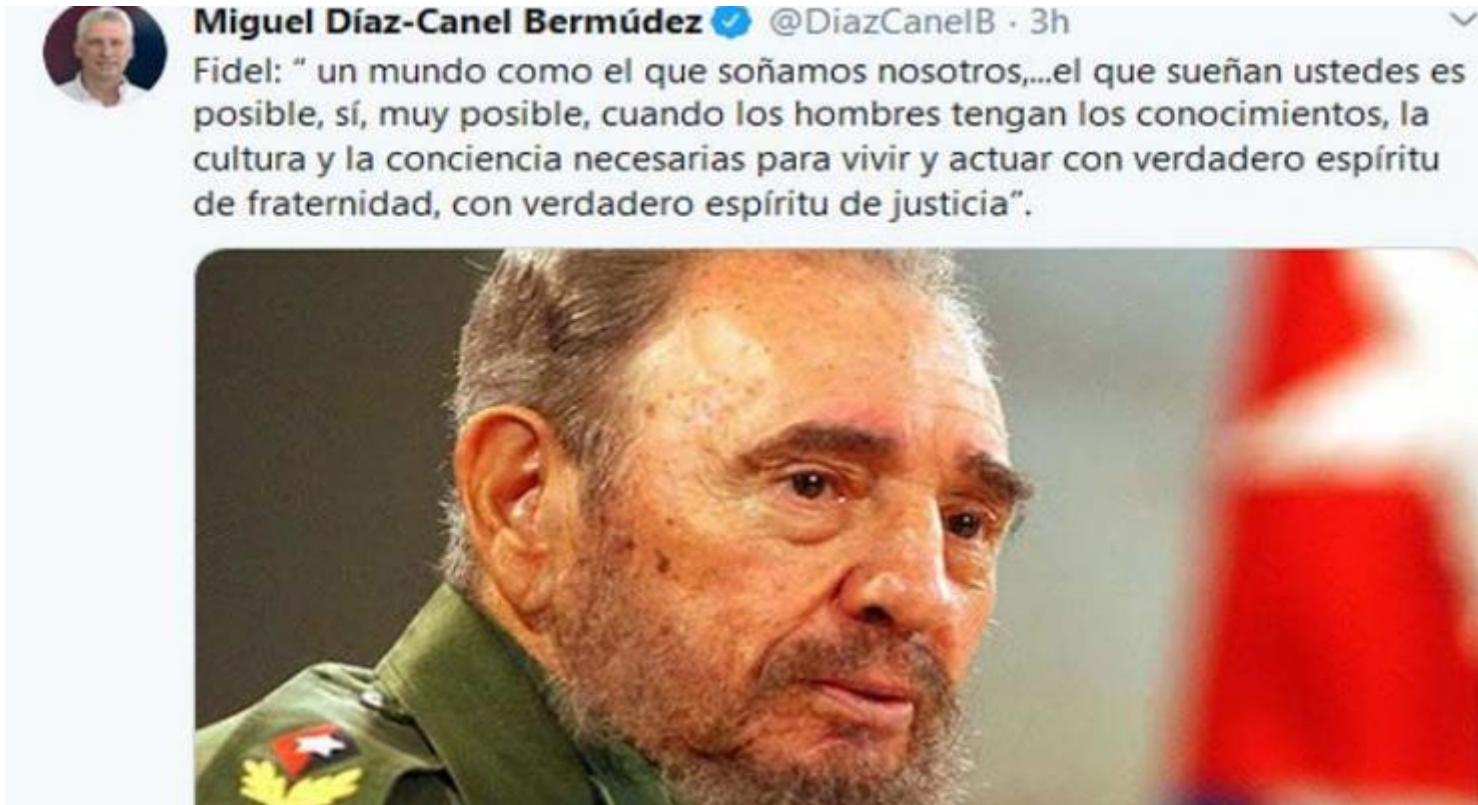 Miguel Díaz-Canel Bermúdez @DiazCanelB · 3h
Fidel: “ un mundo como el que soñamos nosotros,...el que sueñan ustedes es
posible, sí, muy posible, cuando los hombres tengan los conocimientos, la
cultura y la conciencia necesarias para vivir y actuar con verdadero espíritu
de fraternidad, con verdadero espíritu de justicia”.